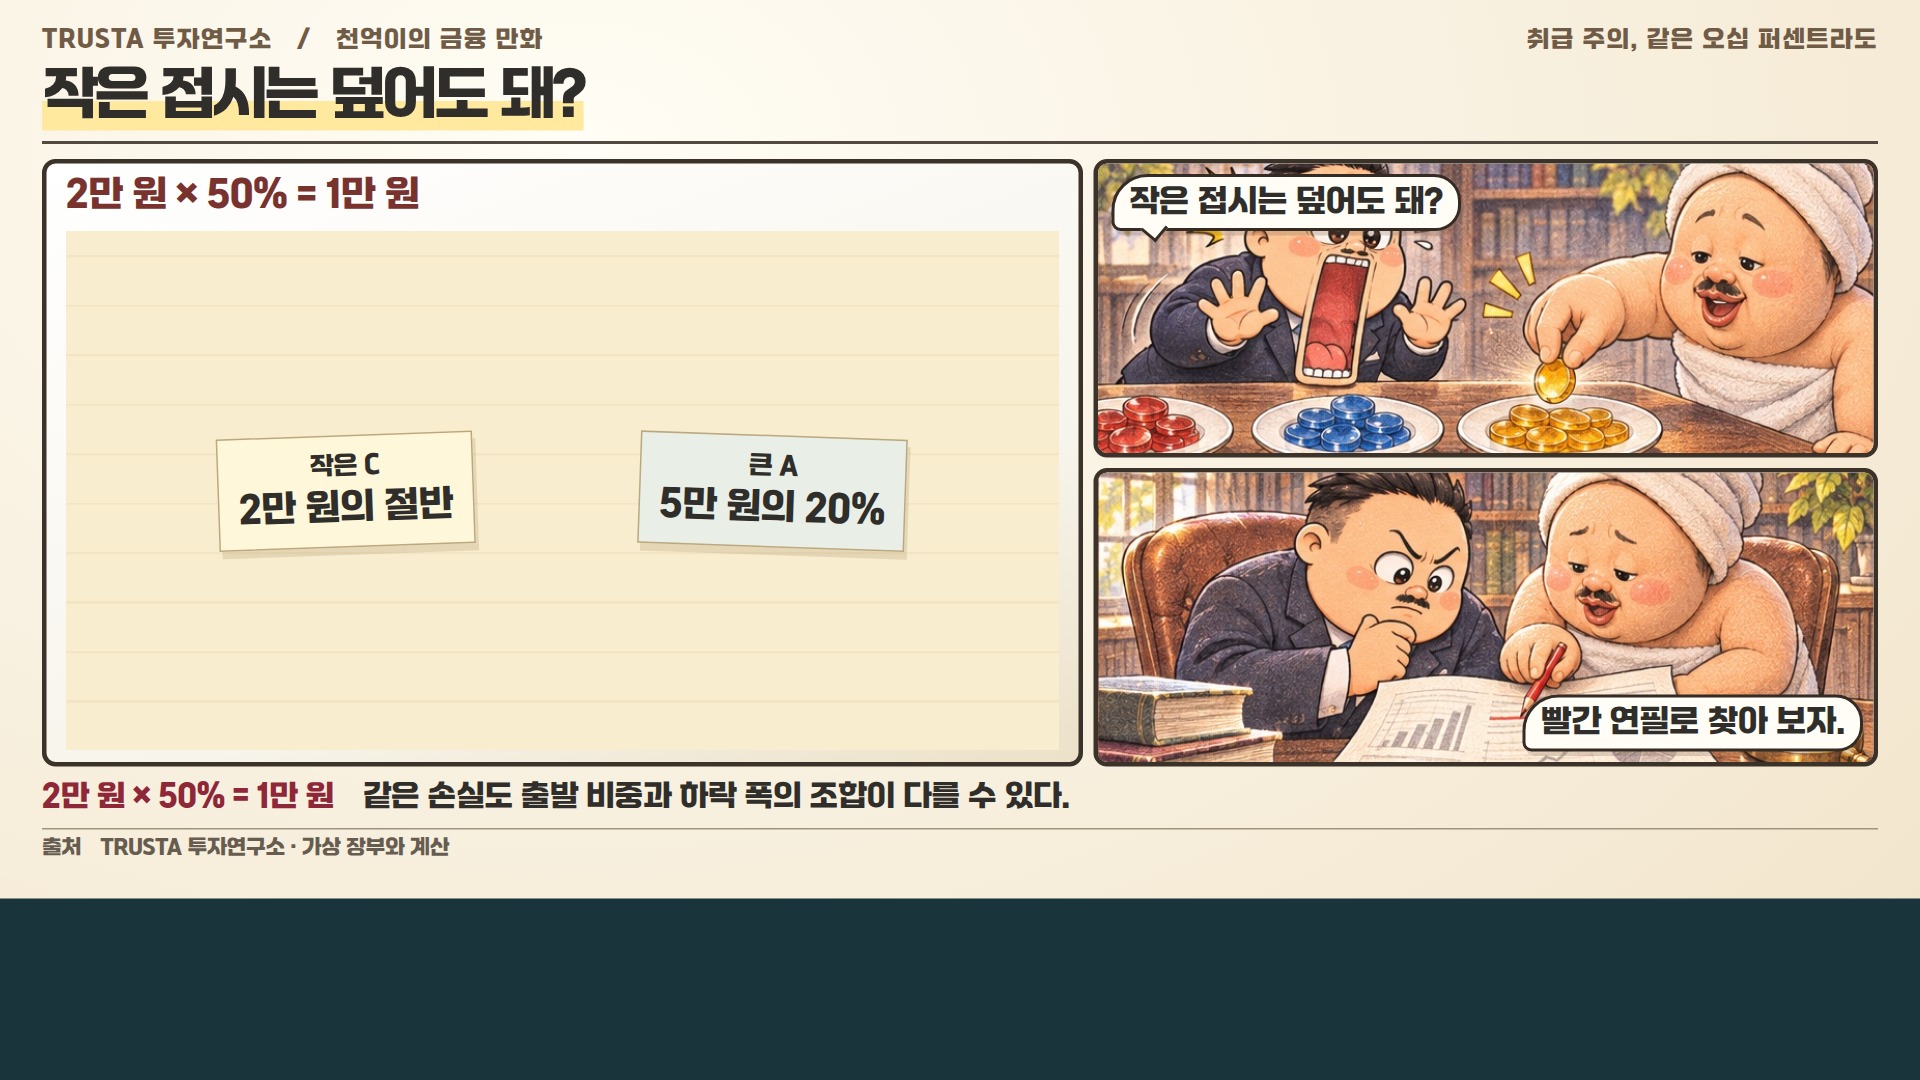 TRUSTA 투자연구소 / 천억이의 금융 만화
취급 주의, 같은 오십 퍼센트라도
작은 접시는 덮어도 돼?
2만 원 × 50% = 1만 원
작은 C
2만 원의 절반
큰 A
5만 원의 20%
작은 접시는 덮어도 돼?
빨간 연필로 찾아 보자.
2만 원 × 50% = 1만 원 같은 손실도 출발 비중과 하락 폭의 조합이 다를 수 있다.
출처 TRUSTA 투자연구소 · 가상 장부와 계산